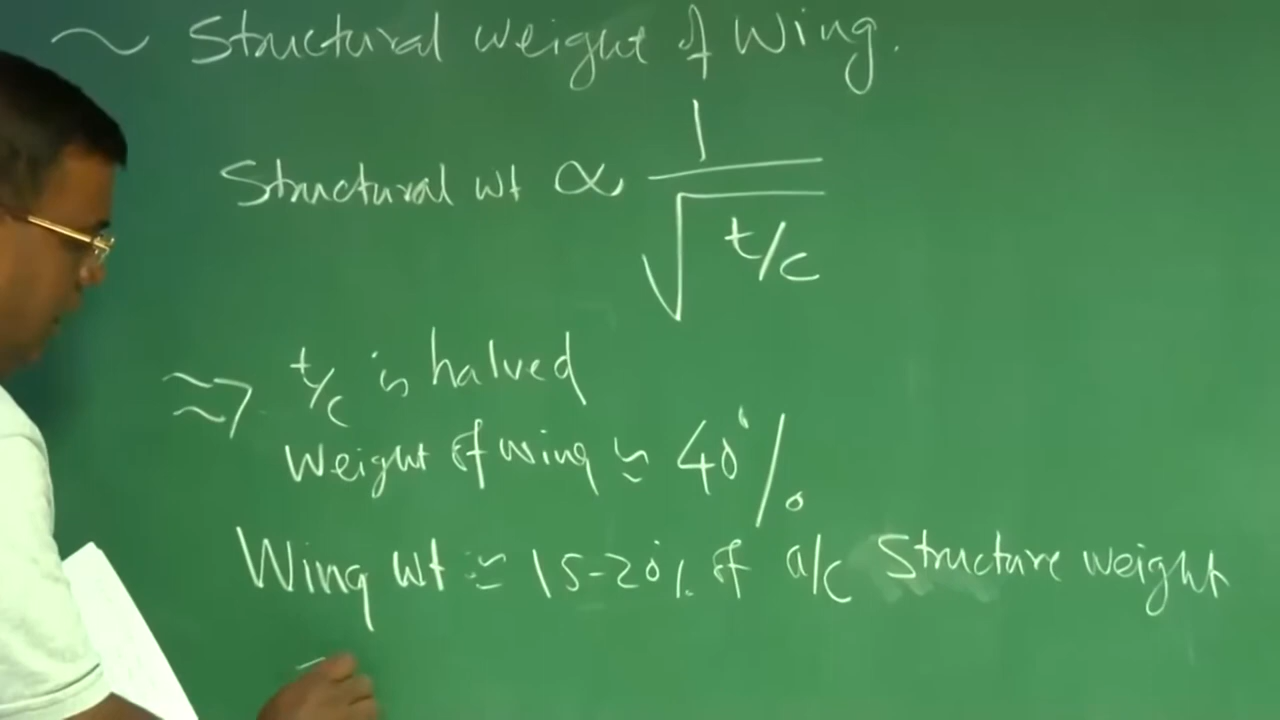 ~ Structural weight of Wing.
Structural wt ∝ 1/√(t/c)
⇒ t/c is halved
Weight of wing ≃ 40%
Wing wt ≃ 15-20% of a/c Structure weight